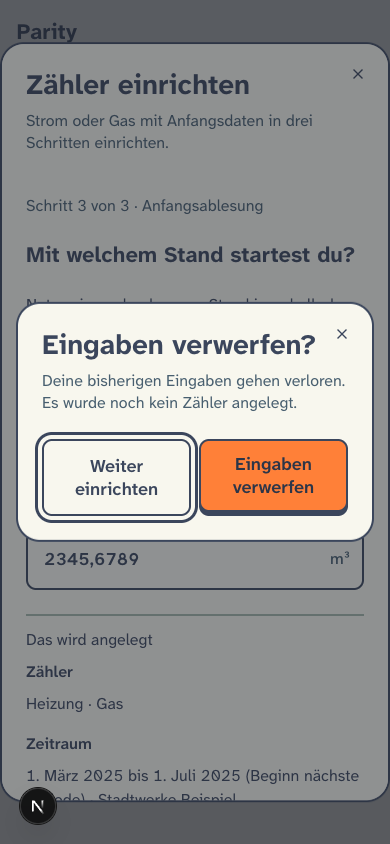 Parity
Zähler einrichten
×
Strom oder Gas mit Anfangsdaten in drei
Schritten einrichten.
Schritt 3 von 3 · Anfangsablesung
Mit welchem Stand startest du?
Eingaben verwerfen?
×
Deine bisherigen Eingaben gehen verloren.
Es wurde noch kein Zähler angelegt.
Weiter
einrichten
Eingaben
verwerfen
2345,6789
m³
Das wird angelegt
Zähler
Heizung · Gas
Zeitraum
1. März 2025 bis 1. Juli 2025 (Beginn nächste
Stadtwerke Beispiel
N